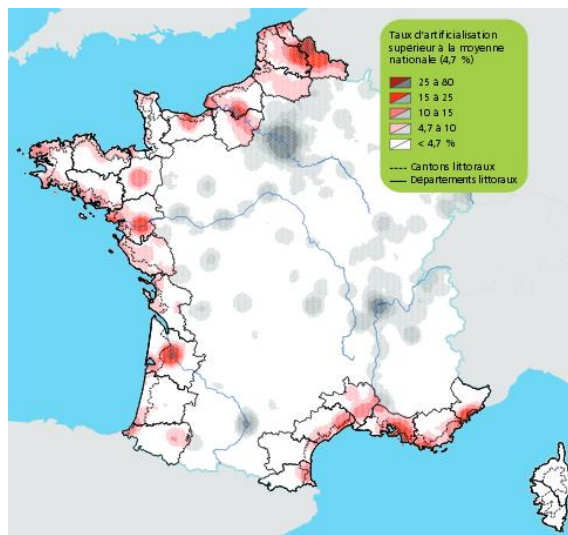 Taux d'artificialisation
supérieur à la moyenne
nationale (4,7 %)
25 à 80
15 à 25
10 à 15
4,7 à 10
< 4,7 %
Cantons littoraux
Départements littoraux